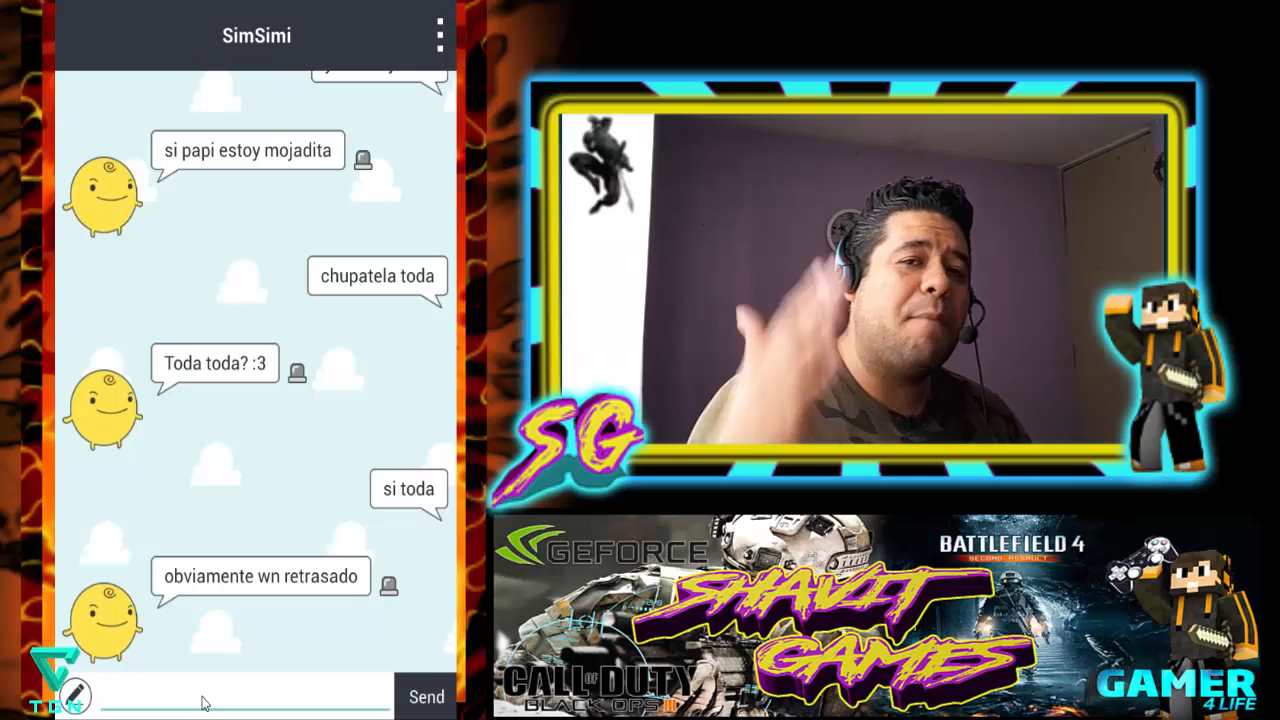 SimSimi
si papi estoy mojadita
chupatela toda
Toda toda? :3
si toda
obviamente wn retrasado
Send
TGN
SG
GEFORCE
BATTLEFIELD 4
SECOND ASSAULT
SHAVIT
GAMES
CALL OF DUTY
BLACK OPS II
GAMER
4 LIFE